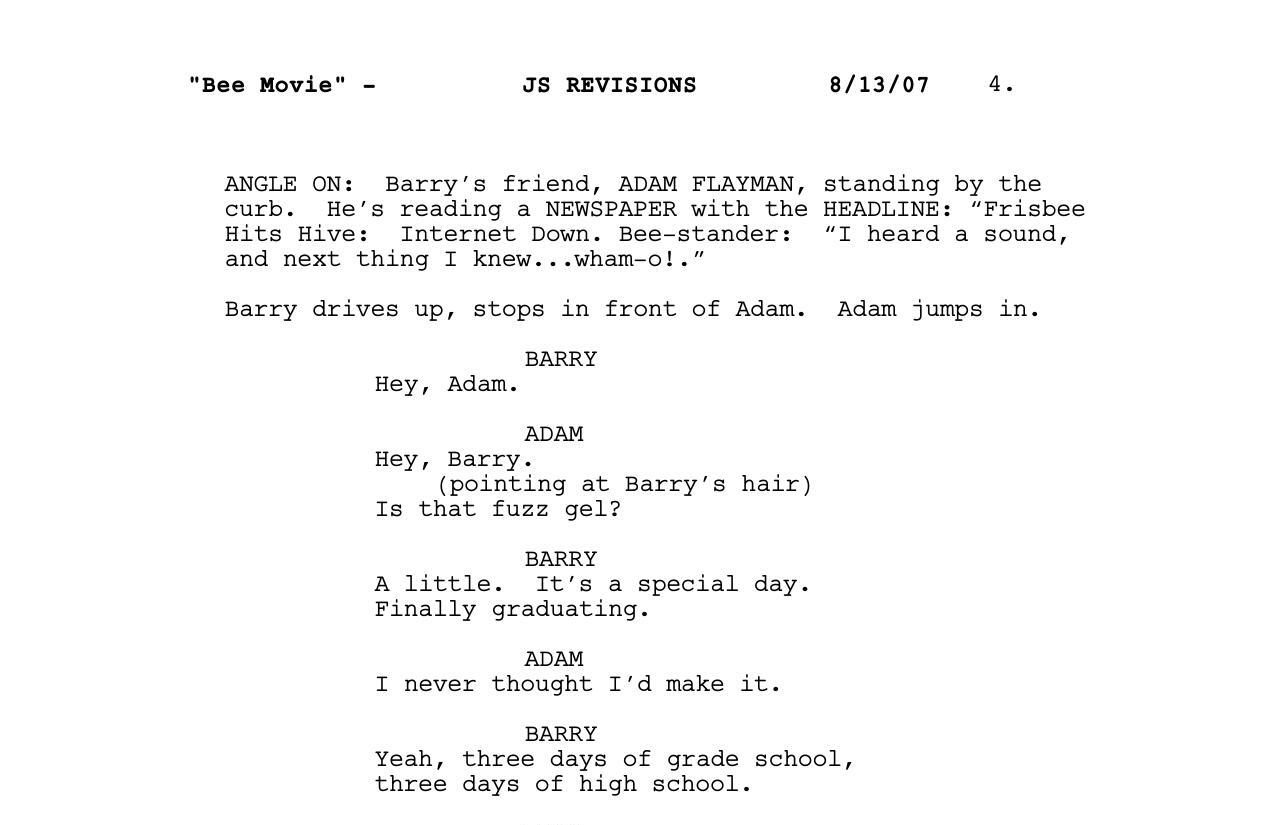 "Bee Movie" - JS REVISIONS 8/13/07 4.
ANGLE ON: Barry’s friend, ADAM FLAYMAN, standing by the
curb. He’s reading a NEWSPAPER with the HEADLINE: “Frisbee
Hits Hive: Internet Down. Bee-stander: “I heard a sound,
and next thing I knew...wham-o!.”
Barry drives up, stops in front of Adam. Adam jumps in.
BARRY
Hey, Adam.
ADAM
Hey, Barry.
(pointing at Barry’s hair)
Is that fuzz gel?
BARRY
A little. It’s a special day.
Finally graduating.
ADAM
I never thought I’d make it.
BARRY
Yeah, three days of grade school,
three days of high school.